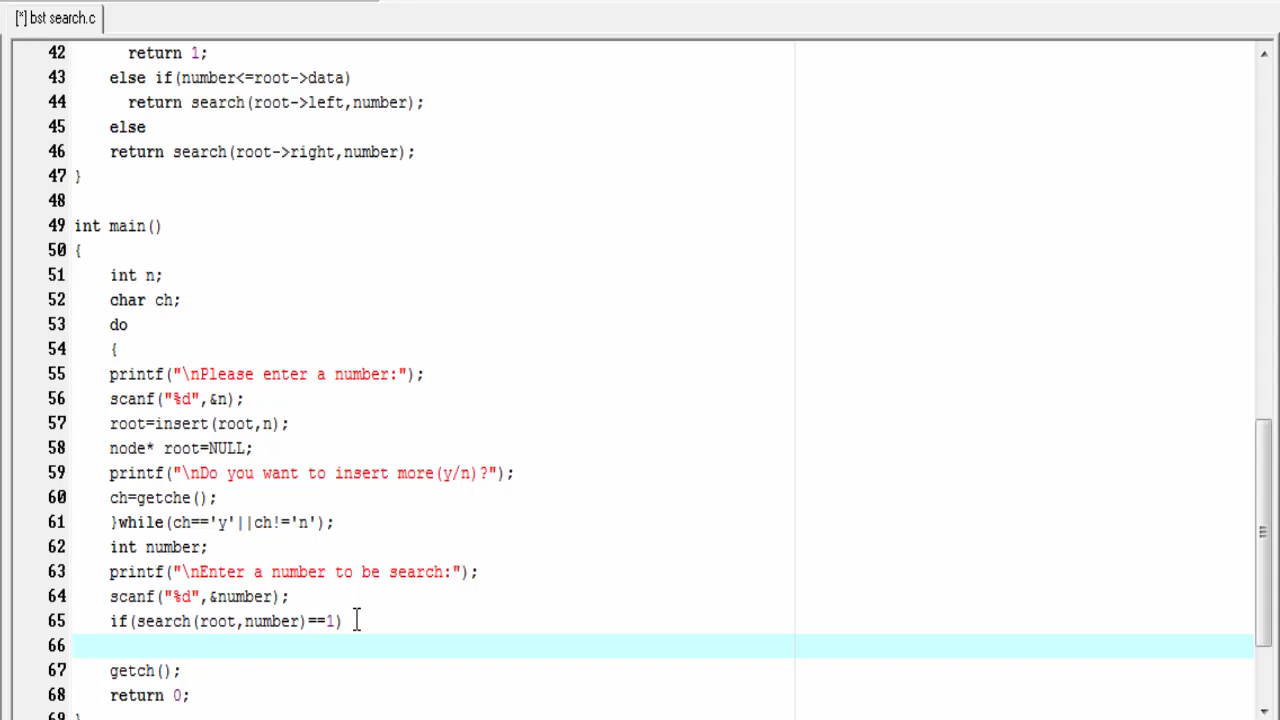 [*] bst search.c
42 return 1;
43 else if(number<=root->data)
44 return search(root->left,number);
45 else
46 return search(root->right,number);
47 }
48
49 int main()
50 {
51 int n;
52 char ch;
53 do
54 {
55 printf("\nPlease enter a number:");
56 scanf("%d",&n);
57 root=insert(root,n);
58 node* root=NULL;
59 printf("\nDo you want to insert more(y/n)?");
60 ch=getche();
61 }while(ch=='y'||ch!='n');
62 int number;
63 printf("\nEnter a number to be search:");
64 scanf("%d",&number);
65 if(search(root,number)==1)
66
67 getch();
68 return 0;
69 }